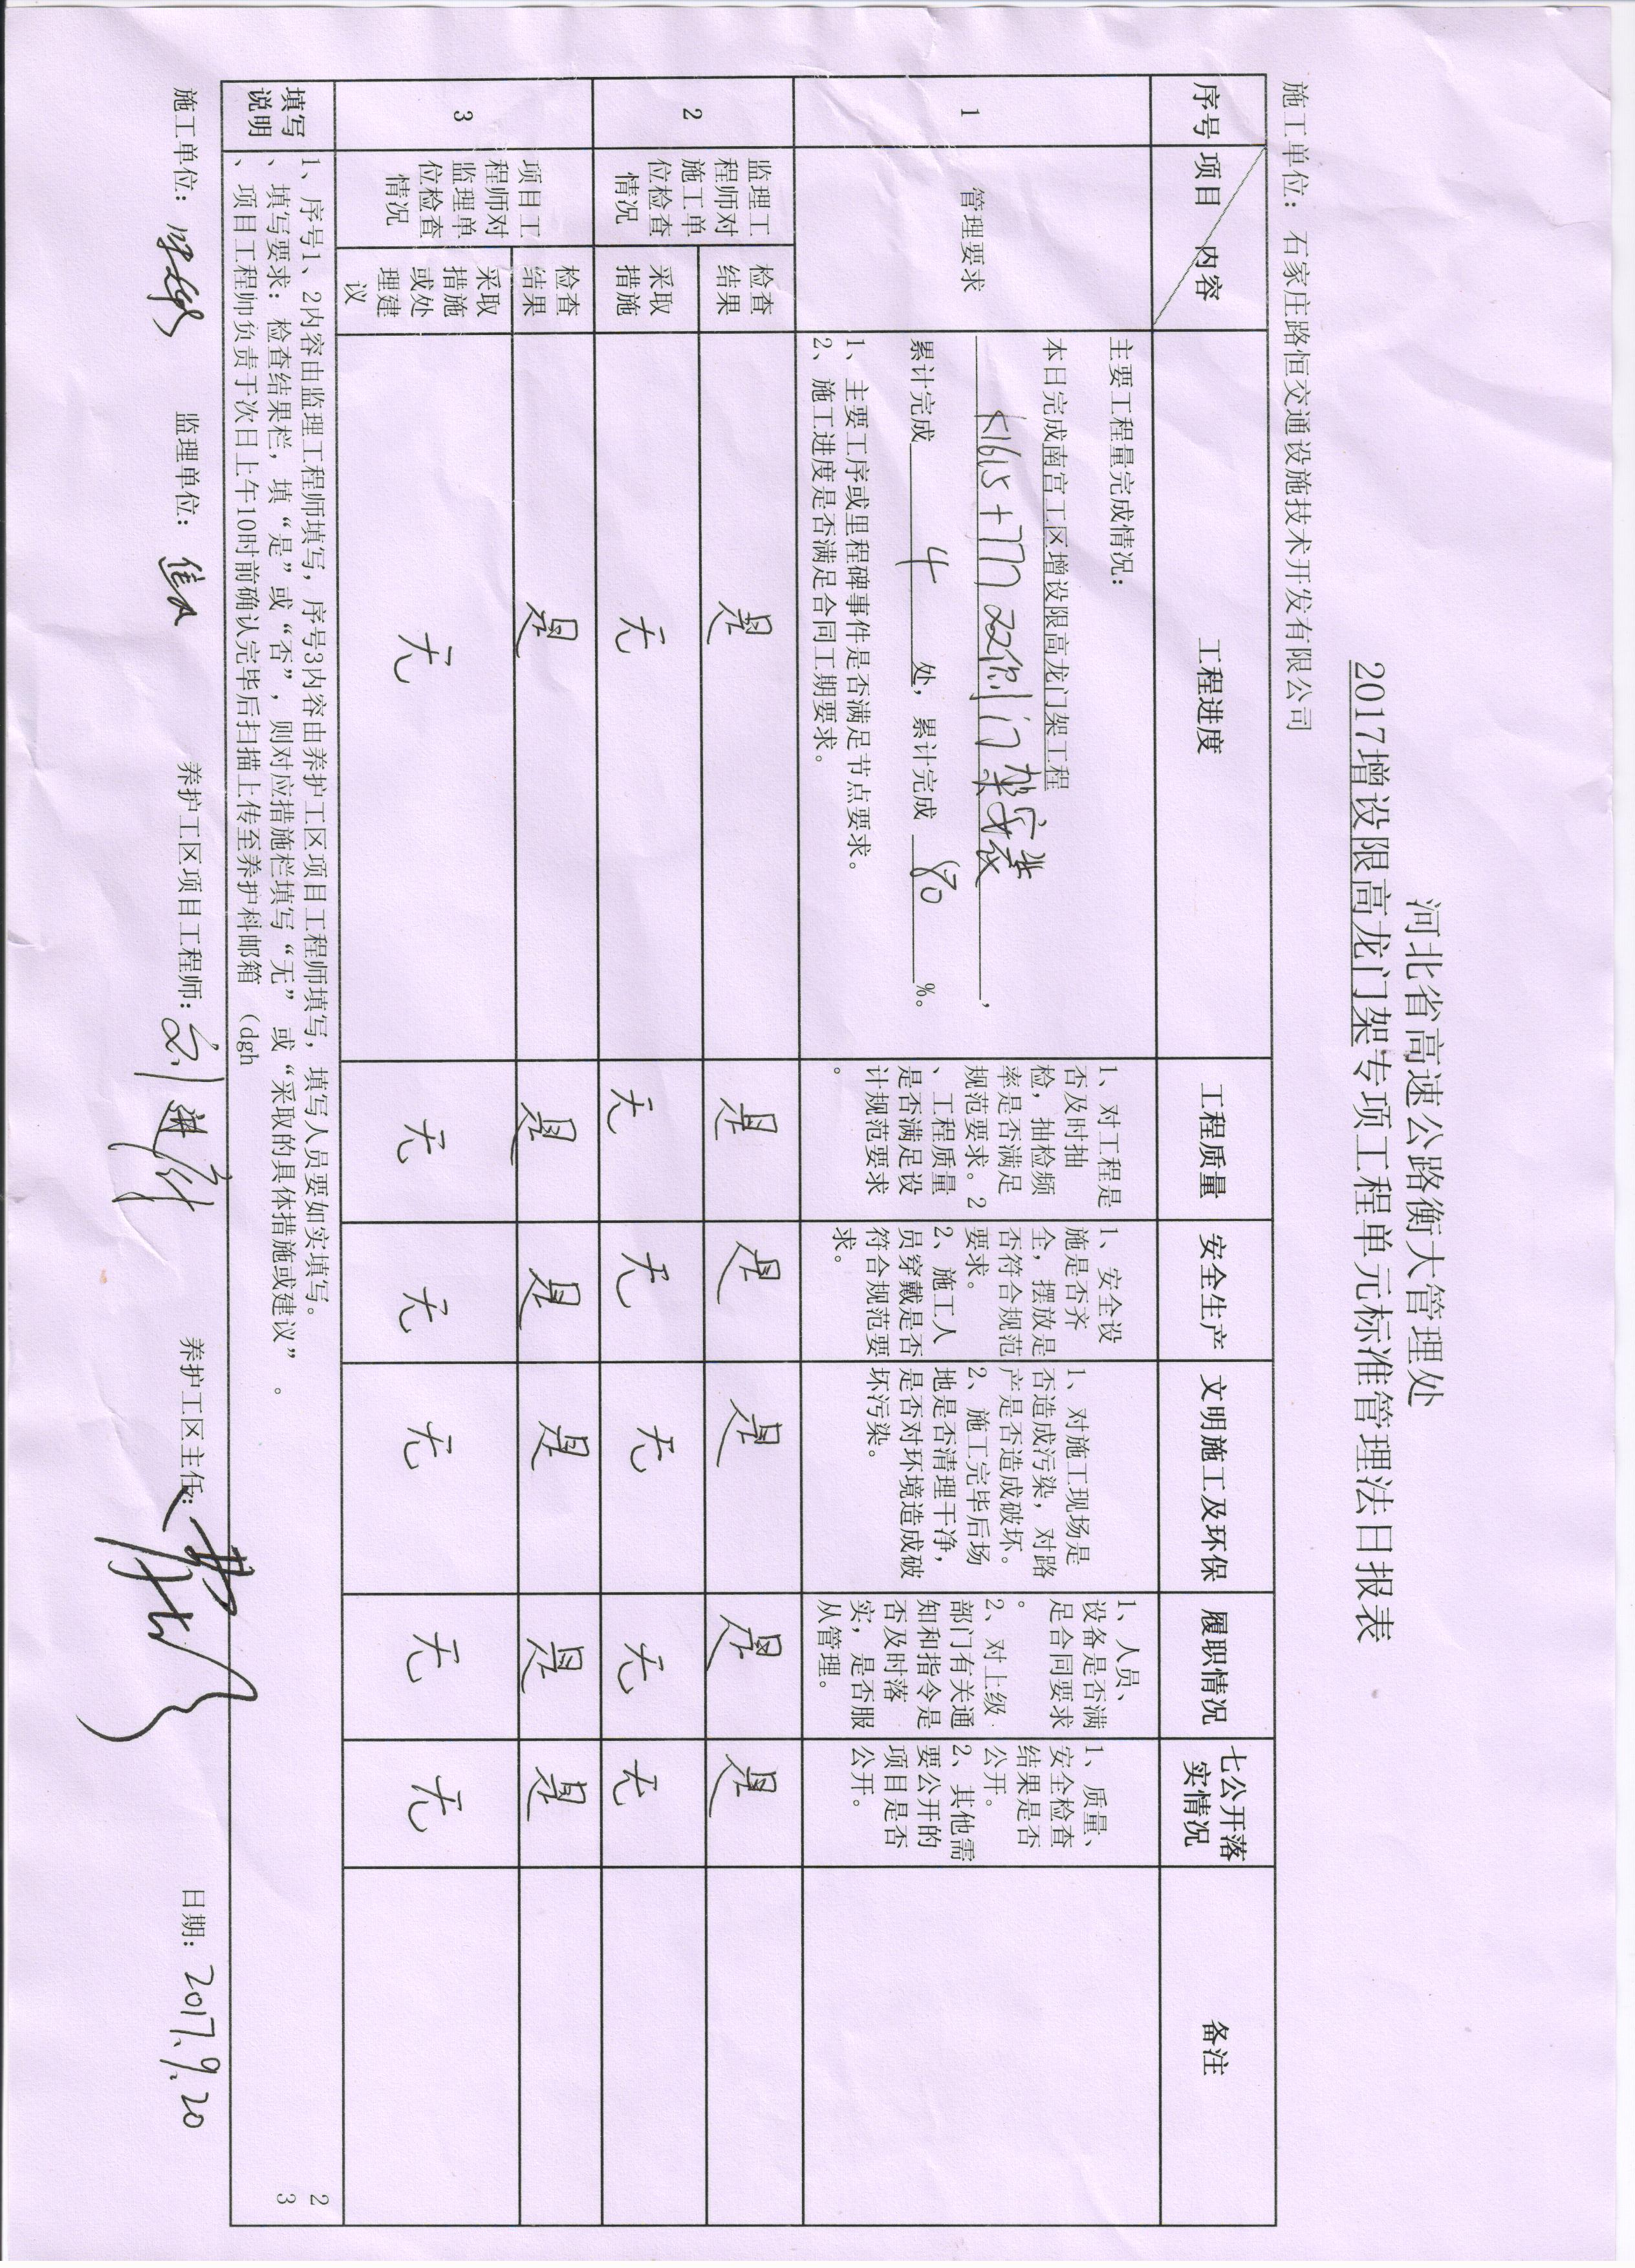 河北省高速公路衡大管理处
2017增设限高龙门架专项工程单元标准管理法日报表
施工单位：石家庄路恒交通设施技术开发有限公司
序号
项目
内容
工程进度
工程质量
安全生产
文明施工及环保
履职情况
七公开落
实情况
备注
1
管理要求
主要工程量完成情况：
本日完成南宫工区增设限高龙门架工程
K1615+777 22侧门架安装，
累计完成 4 处，累计完成 80 %。
1、主要工序或里程碑事件是否满足节点要求。
2、施工进度是否满足合同工期要求。
1、对工程是
否及时抽
检，抽检频
率是否满足
规范要求。2
、工程质量
是否满足设
计规范要求
。
1、安全设
施是否齐
全，摆放是
否符合规范
要求。
2、施工人
员穿戴是否
符合规范要
求。
1、对施工现场是
否造成污染，对路
产是否造成破坏。
2、施工完毕后场
地是否清理干净，
是否对环境造成破
坏污染。
1、人员、
设备是否满
足合同要求
。
2、对上级
部门有关通
知和指令是
否及时落
实，是否服
从管理。
1、质量、
安全检查
结果是否
公开。
2、其他需
要公开的
项目是否
公开。
2
监理工
程师对
施工单
位检查
情况
检查
结果
是 是 是 是 是 是
采取
措施
无 无 无 无 无 无
3
项目工
程师对
监理单
位检查
情况
检查
结果
是 是 是 是 是 是
采取
措施
或处
理建
议
无 无 无 无 无 无
填写
说明
1、序号1、2内容由监理工程师填写，序号3内容由养护工区项目工程师填写，填写人员要如实填写。 2
、填写要求：检查结果栏，填“是”或“否”，则对应措施栏填写“无”或“采取的具体措施或建议”。 3
、项目工程师负责于次日上午10时前确认完毕后扫描上传至养护科邮箱（dgh
施工单位： 监理单位： 养护工区项目工程师： 养护工区主任： 日期：2017.9.20